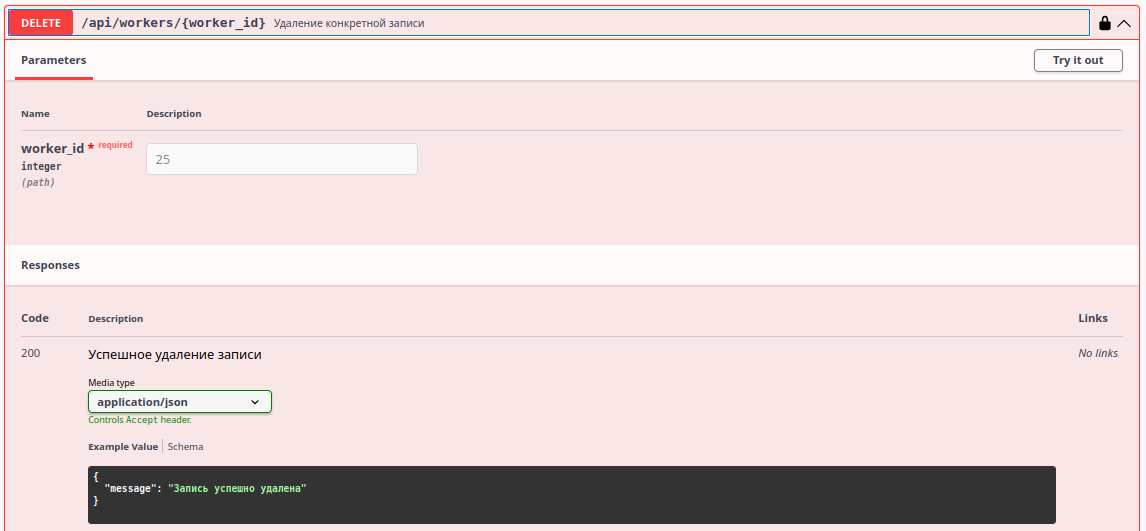 DELETE /api/workers/{worker_id} Удаление конкретной записи
Parameters
Try it out
Name Description
worker_id * required
integer
(path)
25
Responses
Code Description Links
200 Успешное удаление записи No links
Media type
application/json
Controls Accept header.
Example Value Schema
{
"message": "Запись успешно удалена"
}